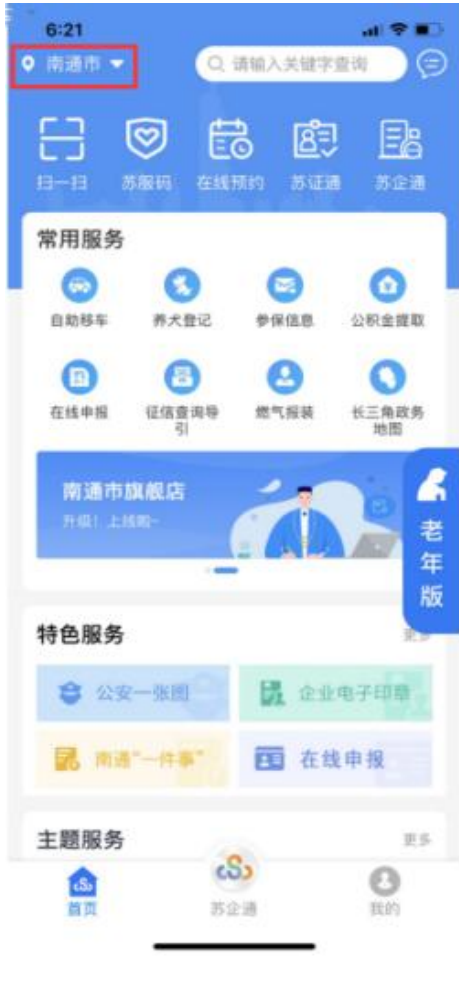 6:21
南通市
请输入关键字查询
扫一扫 苏服码 在线预约 苏证通 苏企通
常用服务
自助移车 养犬登记 参保信息 公积金提取
在线申报 征信查询导引 燃气报装 长三角政务地图
南通市旗舰店
升级！上线啦~
老年版
特色服务 更多
公安一张图 企业电子印章
南通“一件事” 在线申报
主题服务 更多
首页 苏企通 我的